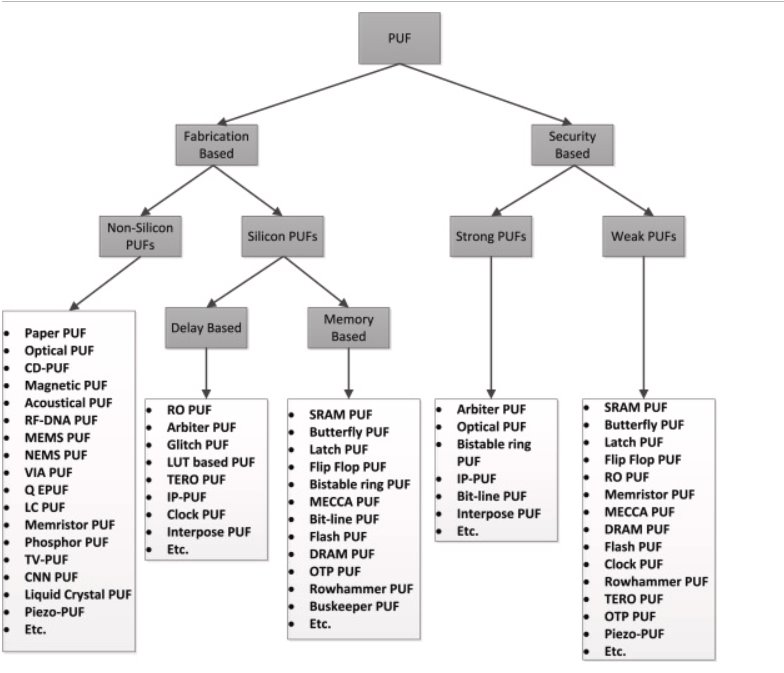 PUF
Fabrication
Based
Security
Based
Non-Silicon
PUFs
Silicon PUFs
Strong PUFs
Weak PUFs
Delay Based
Memory
Based
• Paper PUF
• Optical PUF
• CD-PUF
• Magnetic PUF
• Acoustical PUF
• RF-DNA PUF
• MEMS PUF
• NEMS PUF
• VIA PUF
• Q EPUF
• LC PUF
• Memristor PUF
• Phosphor PUF
• TV-PUF
• CNN PUF
• Liquid Crystal PUF
• Piezo-PUF
• Etc.
• RO PUF
• Arbiter PUF
• Glitch PUF
• LUT based PUF
• TERO PUF
• IP-PUF
• Clock PUF
• Interpose PUF
• Etc.
• SRAM PUF
• Butterfly PUF
• Latch PUF
• Flip Flop PUF
• Bistable ring PUF
• MECCA PUF
• Bit-line PUF
• Flash PUF
• DRAM PUF
• OTP PUF
• Rowhammer PUF
• Buskeeper PUF
• Etc.
• Arbiter PUF
• Optical PUF
• Bistable ring
PUF
• IP-PUF
• Bit-line PUF
• Interpose PUF
• Etc.
• SRAM PUF
• Butterfly PUF
• Latch PUF
• Flip Flop PUF
• RO PUF
• Memristor PUF
• MECCA PUF
• DRAM PUF
• Flash PUF
• Clock PUF
• Rowhammer PUF
• TERO PUF
• OTP PUF
• Piezo-PUF
• Etc.